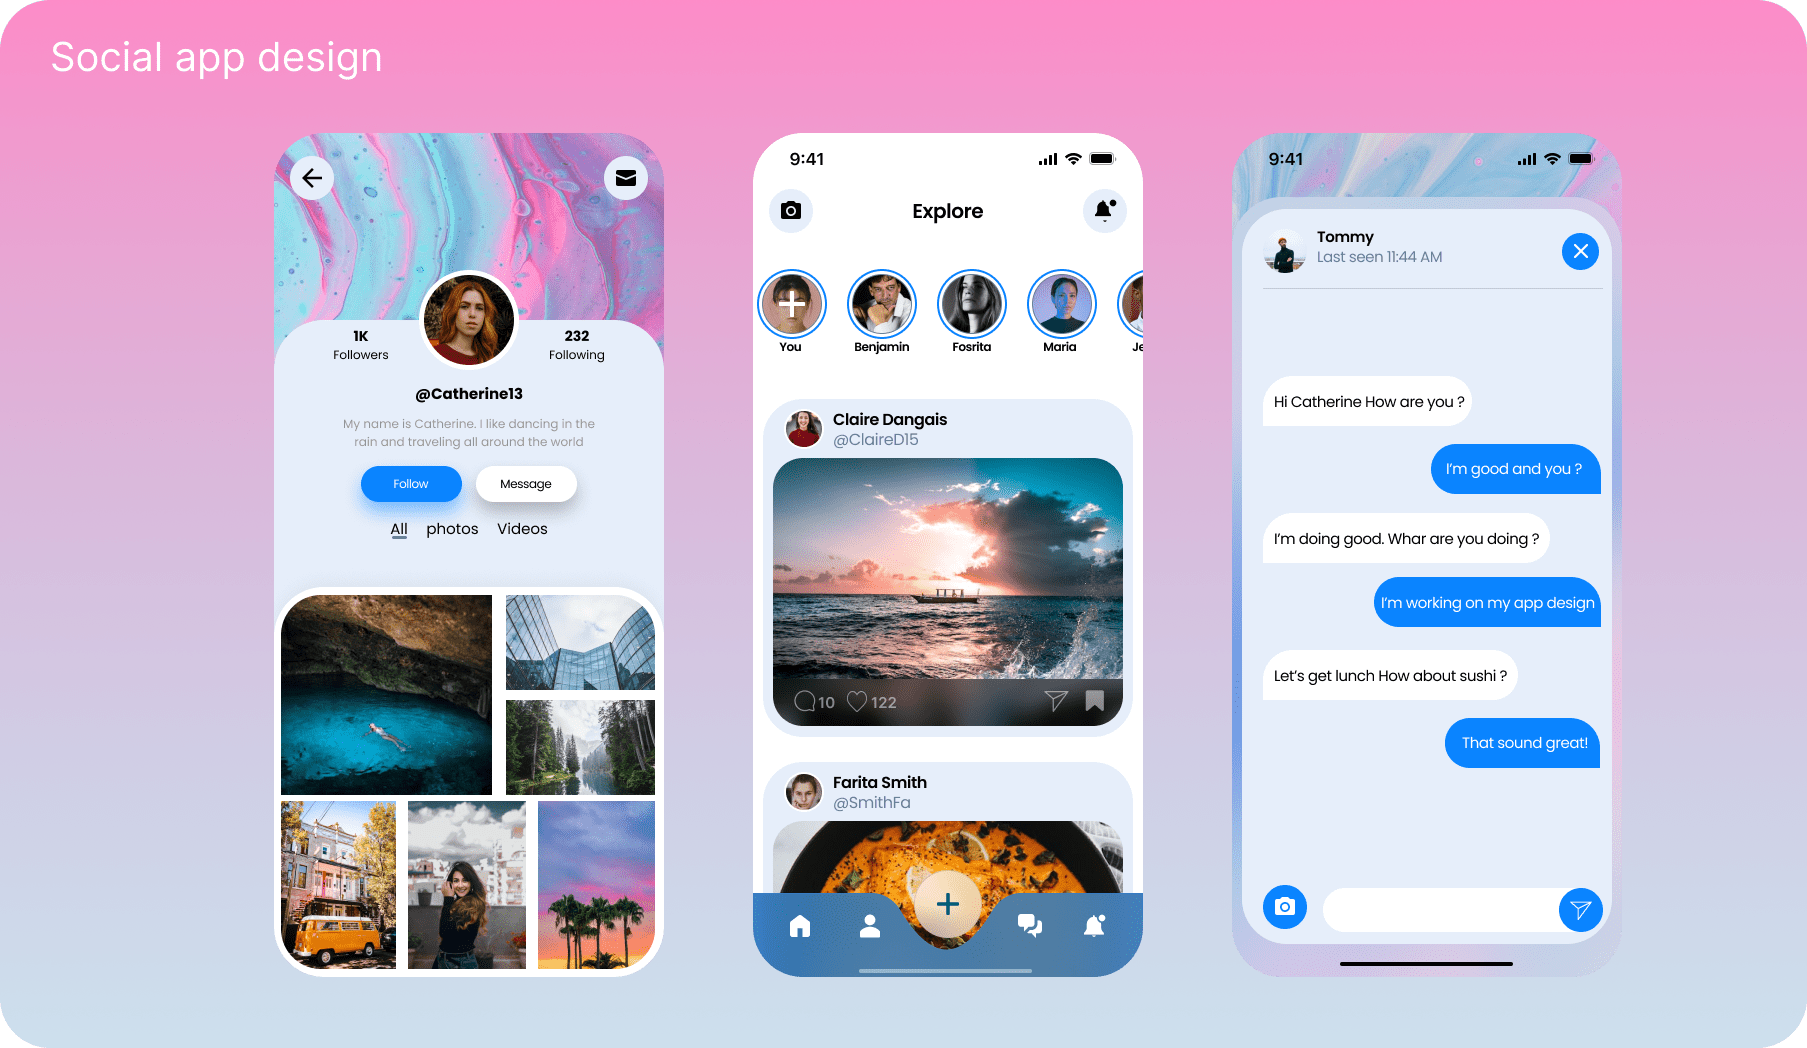 Social app design
1K
Followers
232
Following
@Catherine13
My name is Catherine. I like dancing in the
rain and traveling all around the world
Follow
Message
All photos Videos
9:41
Explore
You Benjamin Fosrita Maria Je
Claire Dangais
@ClaireD15
10 122
Farita Smith
@SmithFa
9:41
Tommy
Last seen 11:44 AM
Hi Catherine How are you ?
I'm good and you ?
I'm doing good. Whar are you doing ?
I'm working on my app design
Let's get lunch How about sushi ?
That sound great!